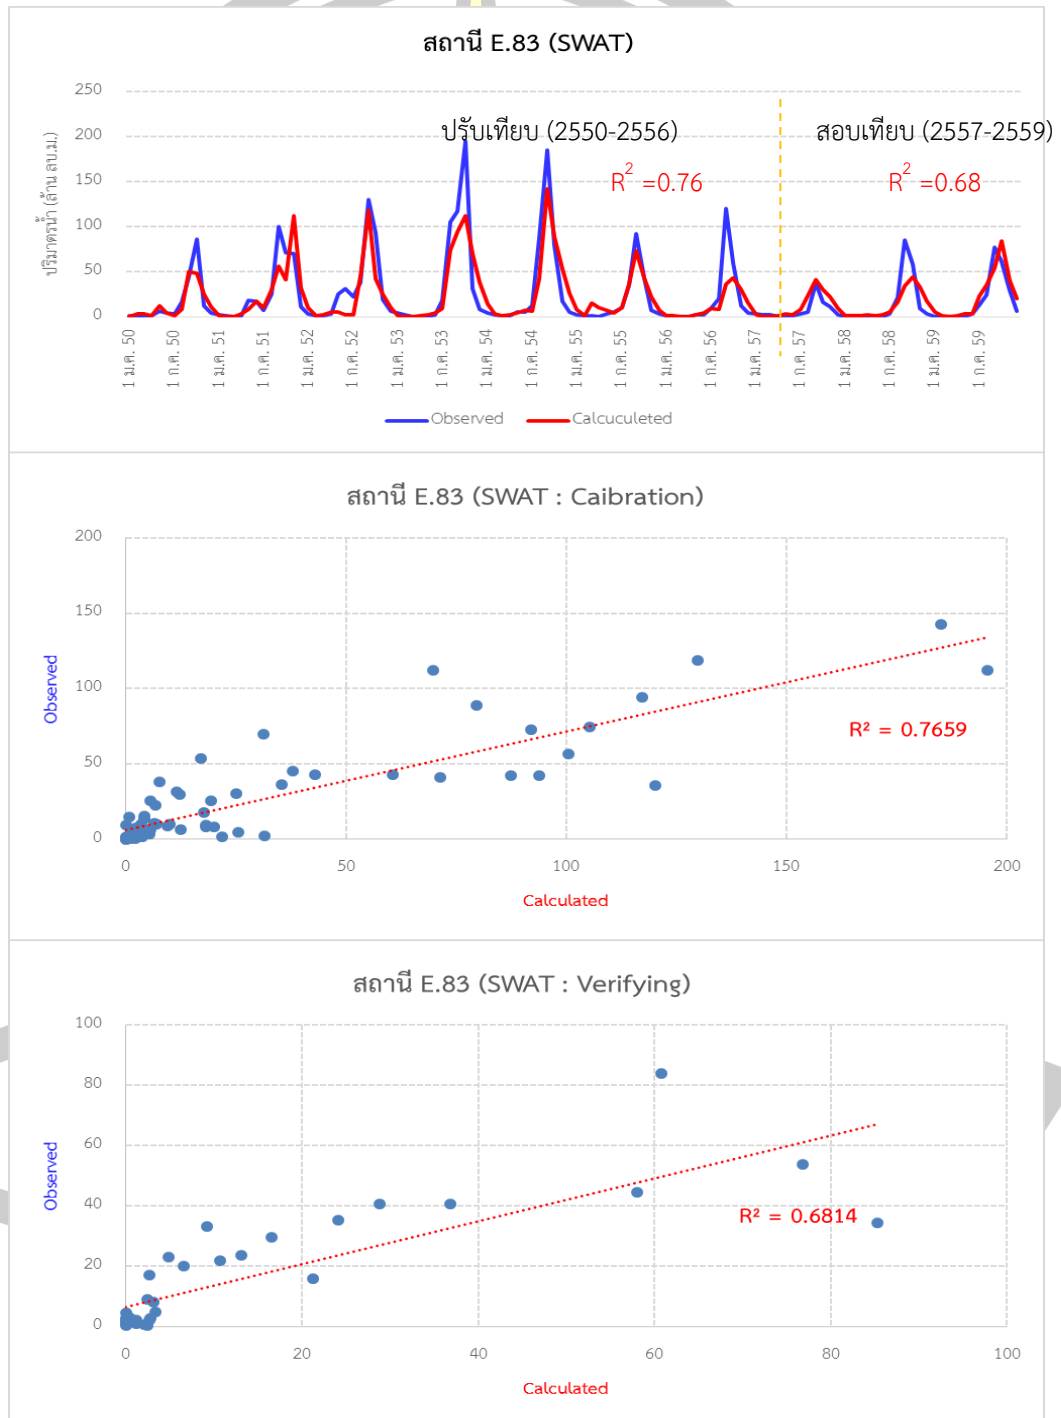 สถานี E.83 (SWAT)
250
200
150
100
50
0
ปริมาตรน้ำ (ล้าน ลบ.ม.)
ปรับเทียบ (2550-2556)
สอบเทียบ (2557-2559)
R2 =0.76
R2 =0.68
1 ม.ค. 50
1 ก.ค. 50
1 ม.ค. 51
1 ก.ค. 51
1 ม.ค. 52
1 ก.ค. 52
1 ม.ค. 53
1 ก.ค. 53
1 ม.ค. 54
1 ก.ค. 54
1 ม.ค. 55
1 ก.ค. 55
1 ม.ค. 56
1 ก.ค. 56
1 ม.ค. 57
1 ก.ค. 57
1 ม.ค. 58
1 ก.ค. 58
1 ม.ค. 59
1 ก.ค. 59
Observed
Calcuculeted
สถานี E.83 (SWAT : Caibration)
200
150
100
50
0
Observed
R² = 0.7659
0 50 100 150 200
Calculated
สถานี E.83 (SWAT : Verifying)
100
80
60
40
20
0
Observed
R² = 0.6814
0 20 40 60 80 100
Calculated